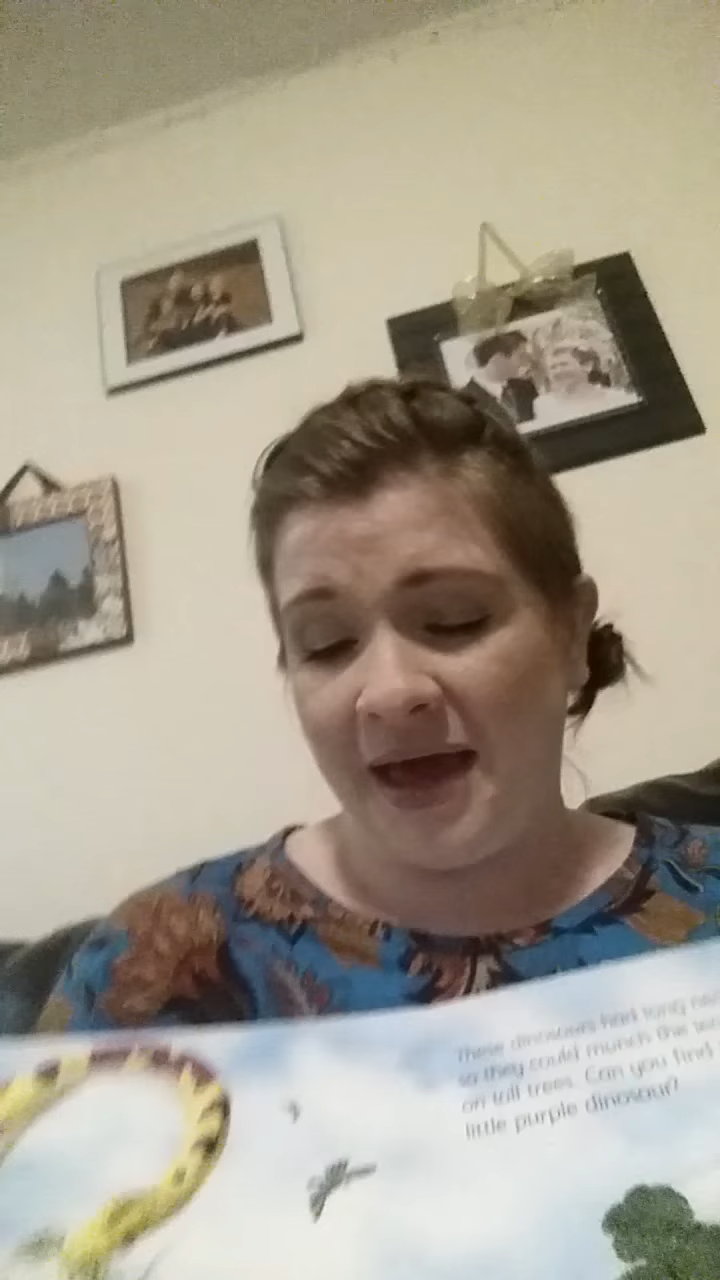 These dinosaurs had long
so they could munch the
on tall trees. Can you find
little purple dinosaur?